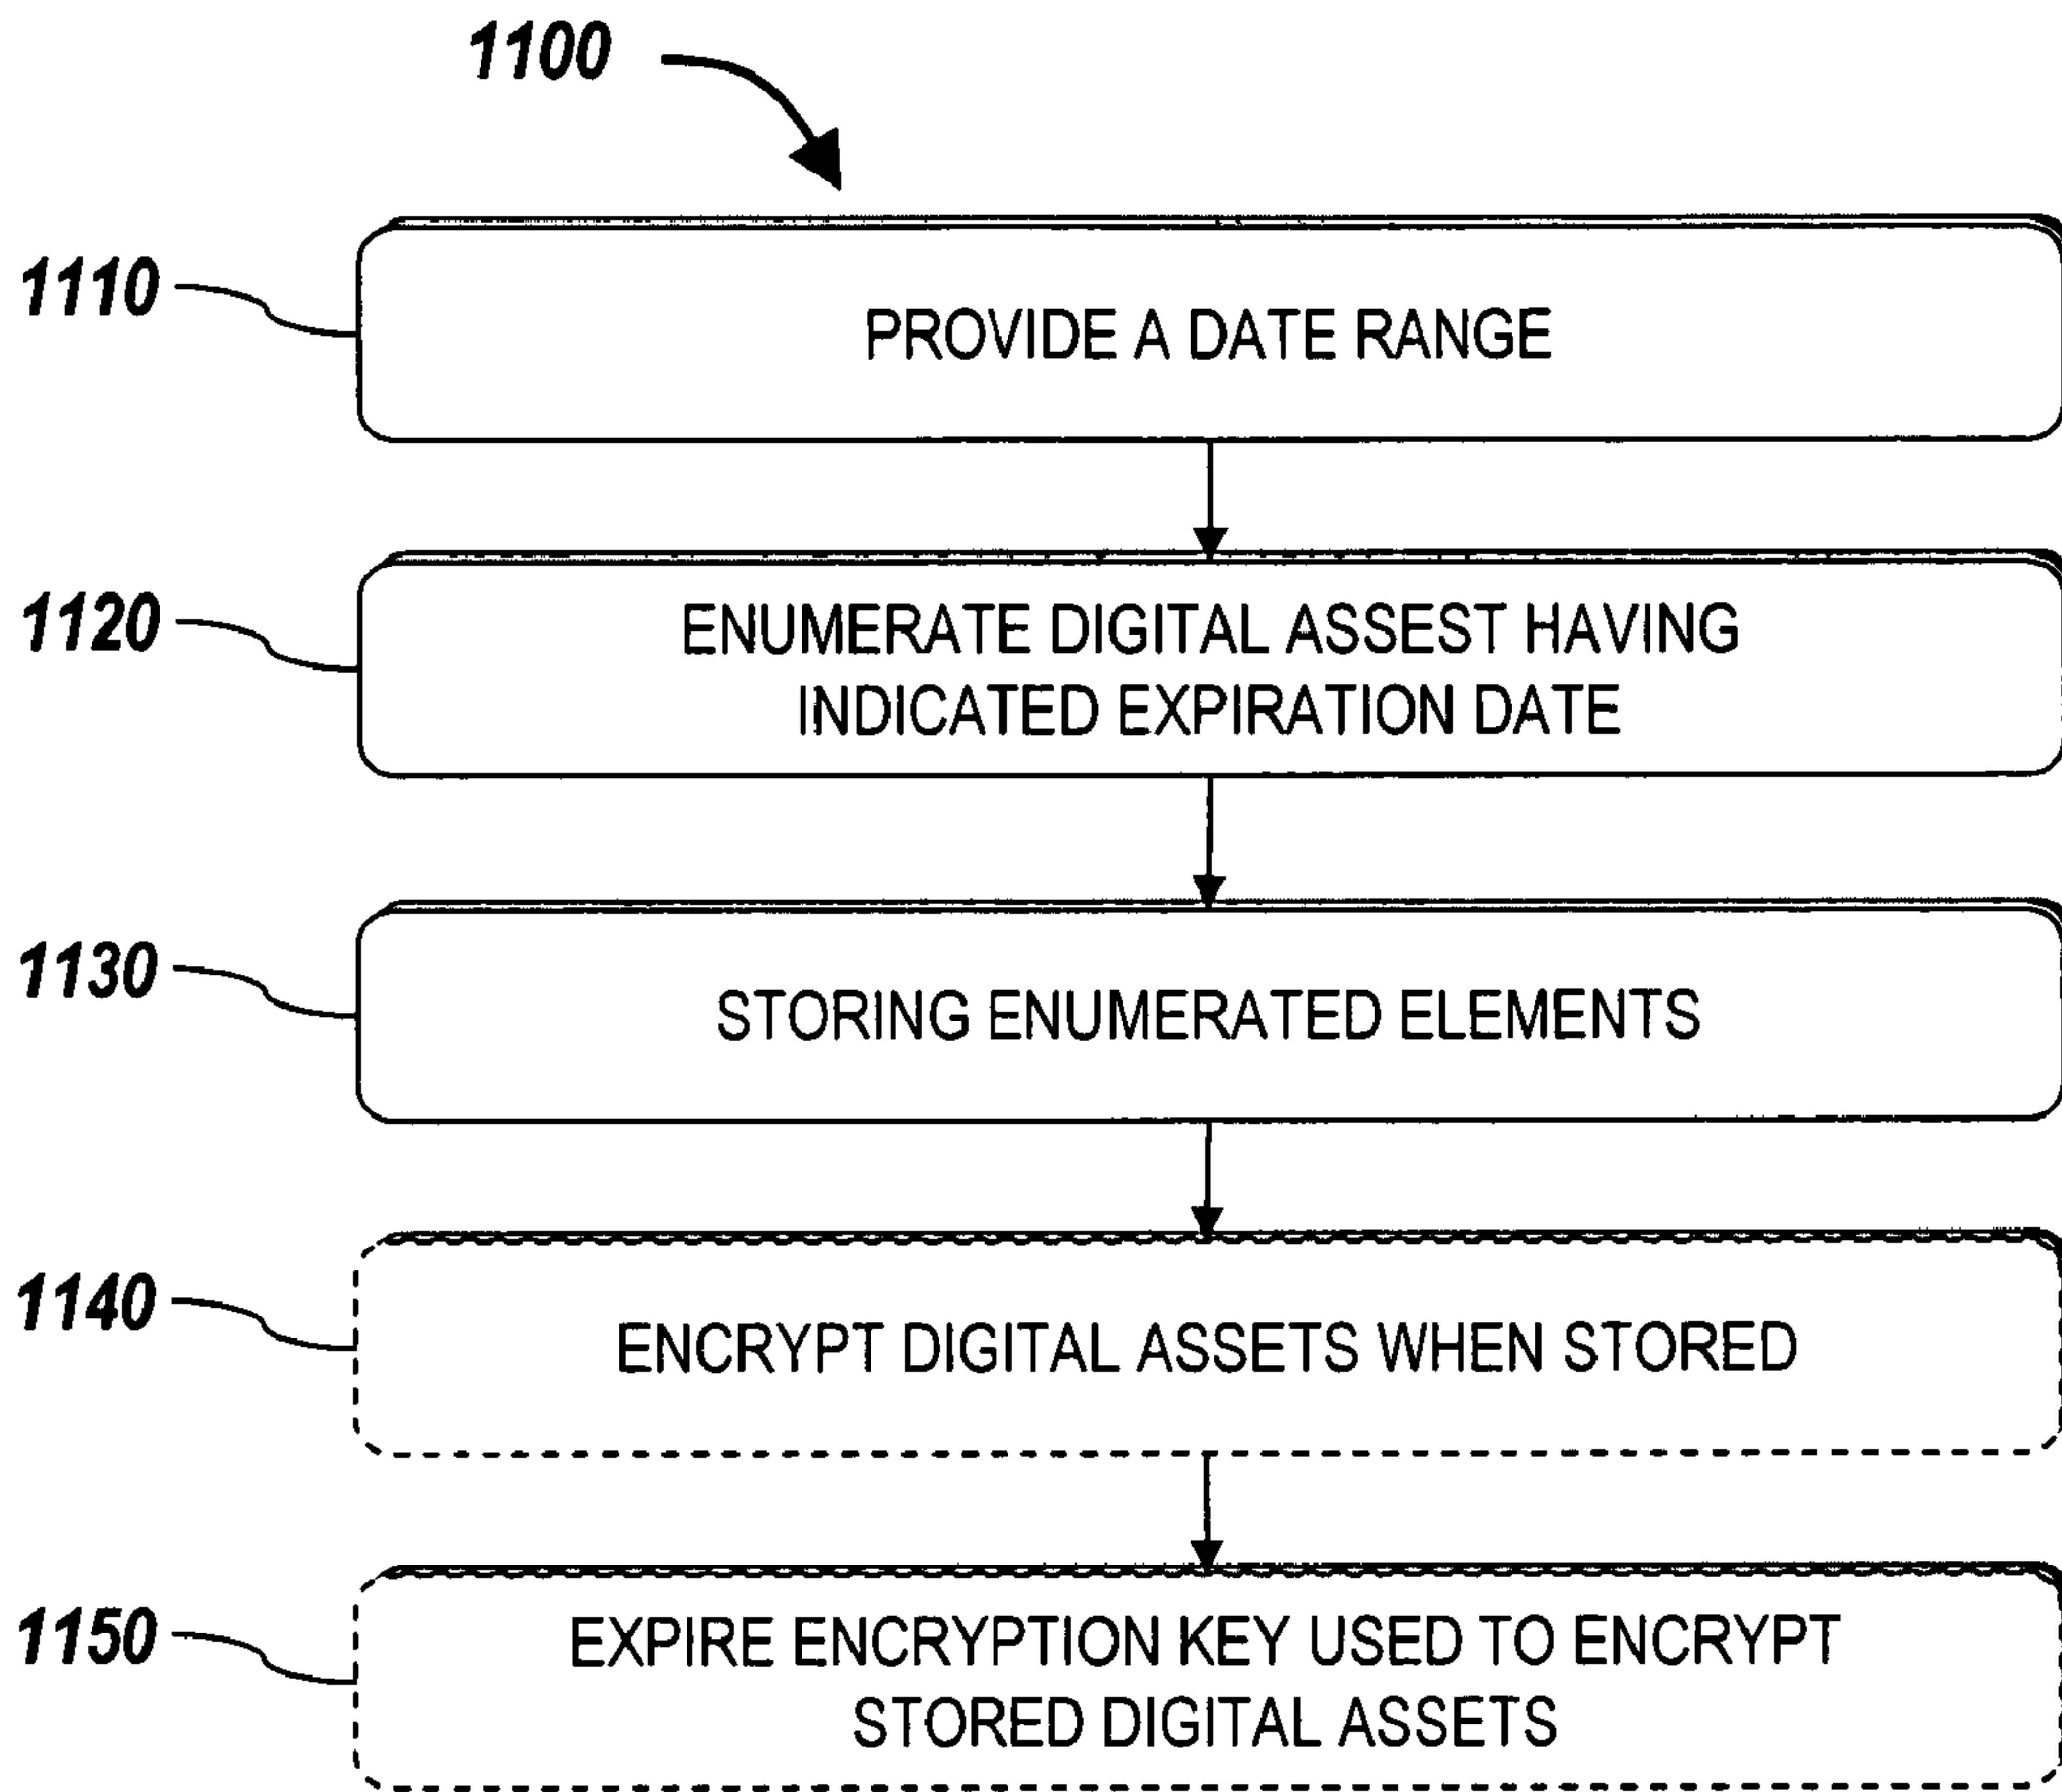 1100
1110
PROVIDE A DATE RANGE
1120
ENUMERATE DIGITAL ASSEST HAVING
INDICATED EXPIRATION DATE
1130
STORING ENUMERATED ELEMENTS
1140
ENCRYPT DIGITAL ASSETS WHEN STORED
1150
EXPIRE ENCRYPTION KEY USED TO ENCRYPT
STORED DIGITAL ASSETS